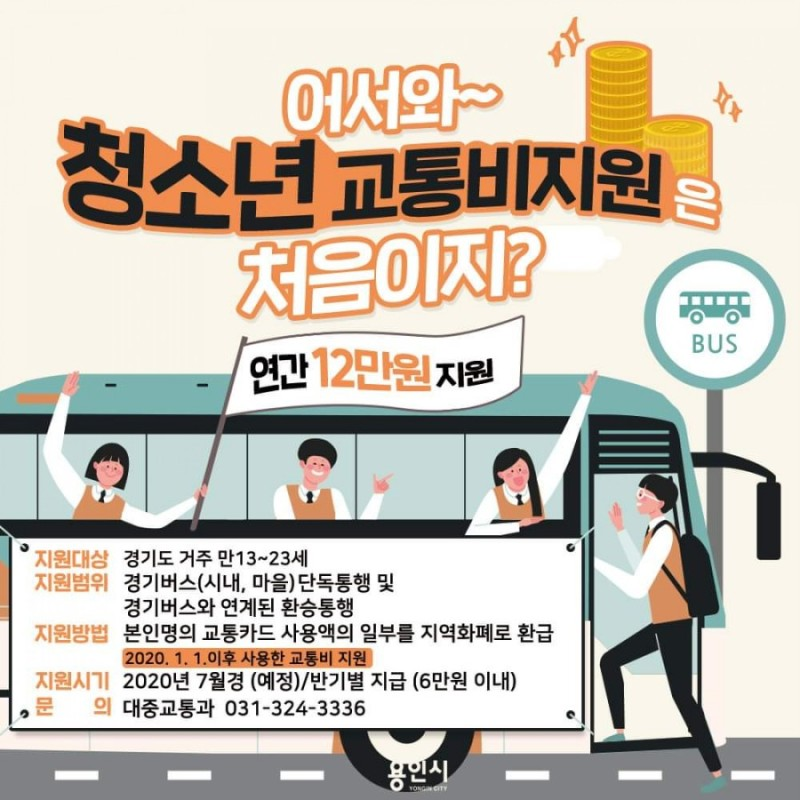 어서와~
청소년 교통비지원은
처음이지?
연간 12만원 지원
BUS
지원대상 경기도 거주 만13~23세
지원범위 경기버스(시내, 마을)단독통행 및
경기버스와 연계된 환승통행
지원방법 본인명의 교통카드 사용액의 일부를 지역화폐로 환급
2020. 1. 1.이후 사용한 교통비 지원
지원시기 2020년 7월경 (예정)/반기별 지급 (6만원 이내)
문 의 대중교통과 031-324-3336
용인시
YONGIN CITY